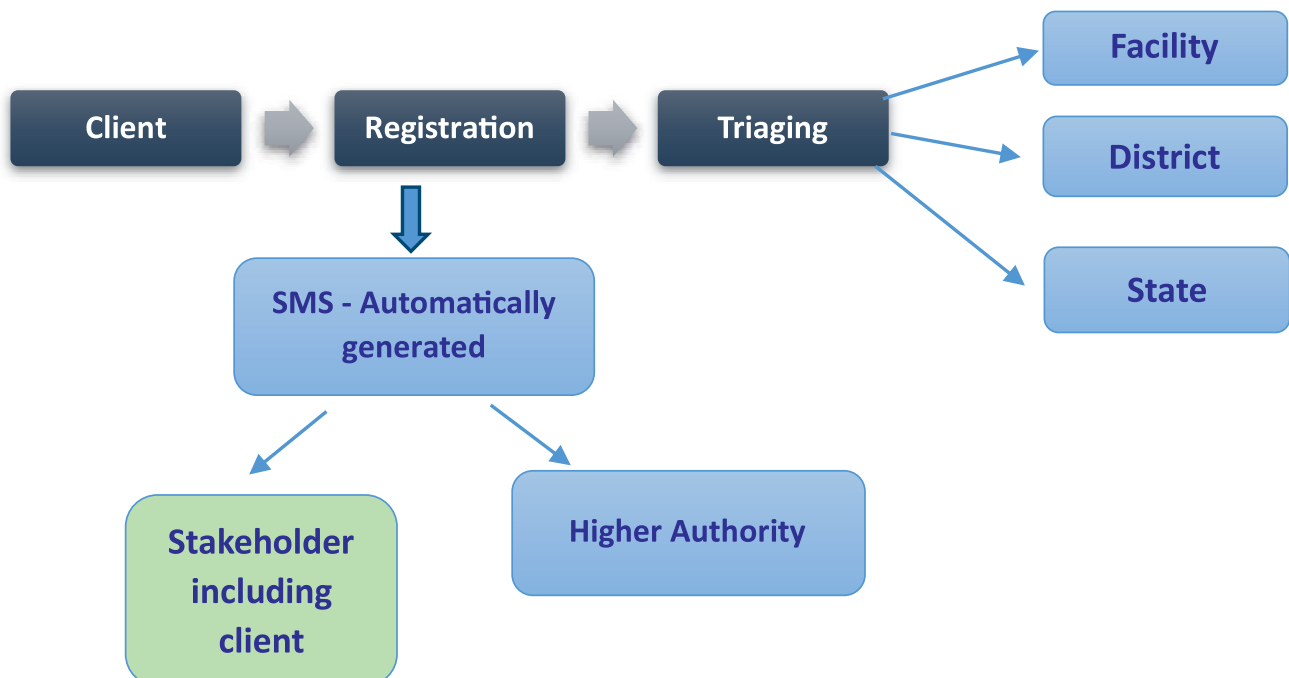 Facility
Client
Registration
Triaging
District
State
SMS - Automatically
generated
Stakeholder
including
client
Higher Authority